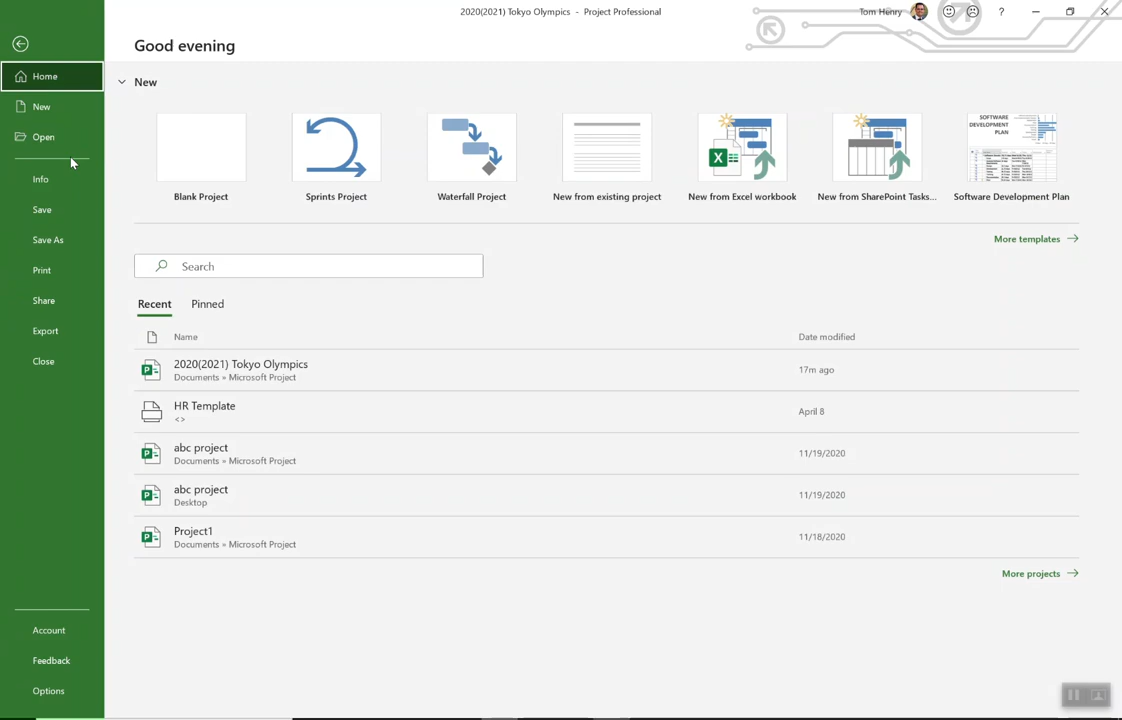 2020(2021) Tokyo Olympics - Project Professional
Tom Henry
?
Good evening
Home
New
Open
Info
Save
Save As
Print
Share
Export
Close
Account
Feedback
Options
New
Blank Project
Sprints Project
Waterfall Project
New from existing project
New from Excel workbook
New from SharePoint Tasks...
Software Development Plan
SOFTWARE
DEVELOPMENT
PLAN
More templates
Search
Recent Pinned
Name Date modified
2020(2021) Tokyo Olympics
Documents » Microsoft Project
17m ago
HR Template
<>
April 8
abc project
Documents » Microsoft Project
11/19/2020
abc project
Desktop
11/19/2020
Project1
Documents » Microsoft Project
11/18/2020
More projects